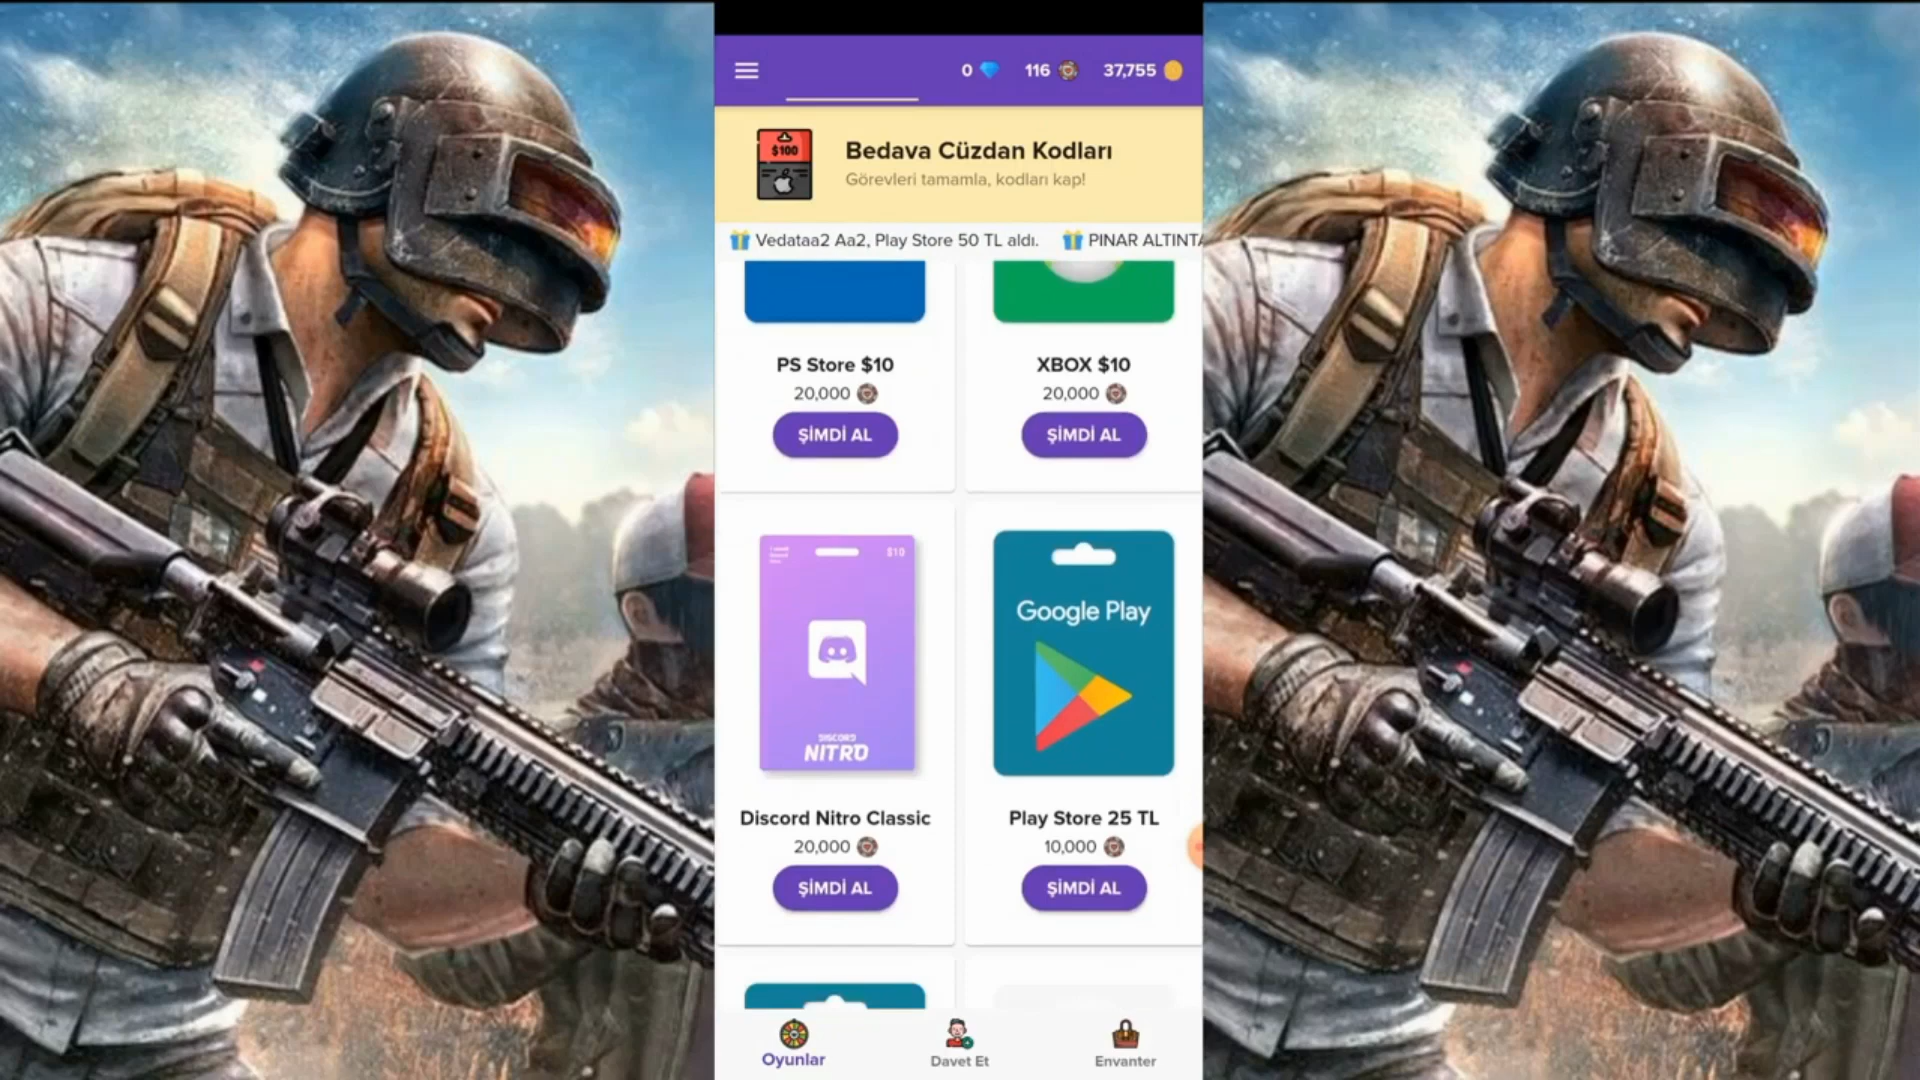 0 116 37,755
$100
Bedava Cüzdan Kodları
Görevleri tamamla, kodları kap!
Vedataa2 Aa2, Play Store 50 TL aldı. PINAR ALTINTA
PS Store $10
20,000
ŞİMDİ AL
XBOX $10
20,000
ŞİMDİ AL
$10
DISCORD
NITRO
Discord Nitro Classic
20,000
ŞİMDİ AL
Google Play
Play Store 25 TL
10,000
ŞİMDİ AL
Oyunlar
Davet Et
Envanter